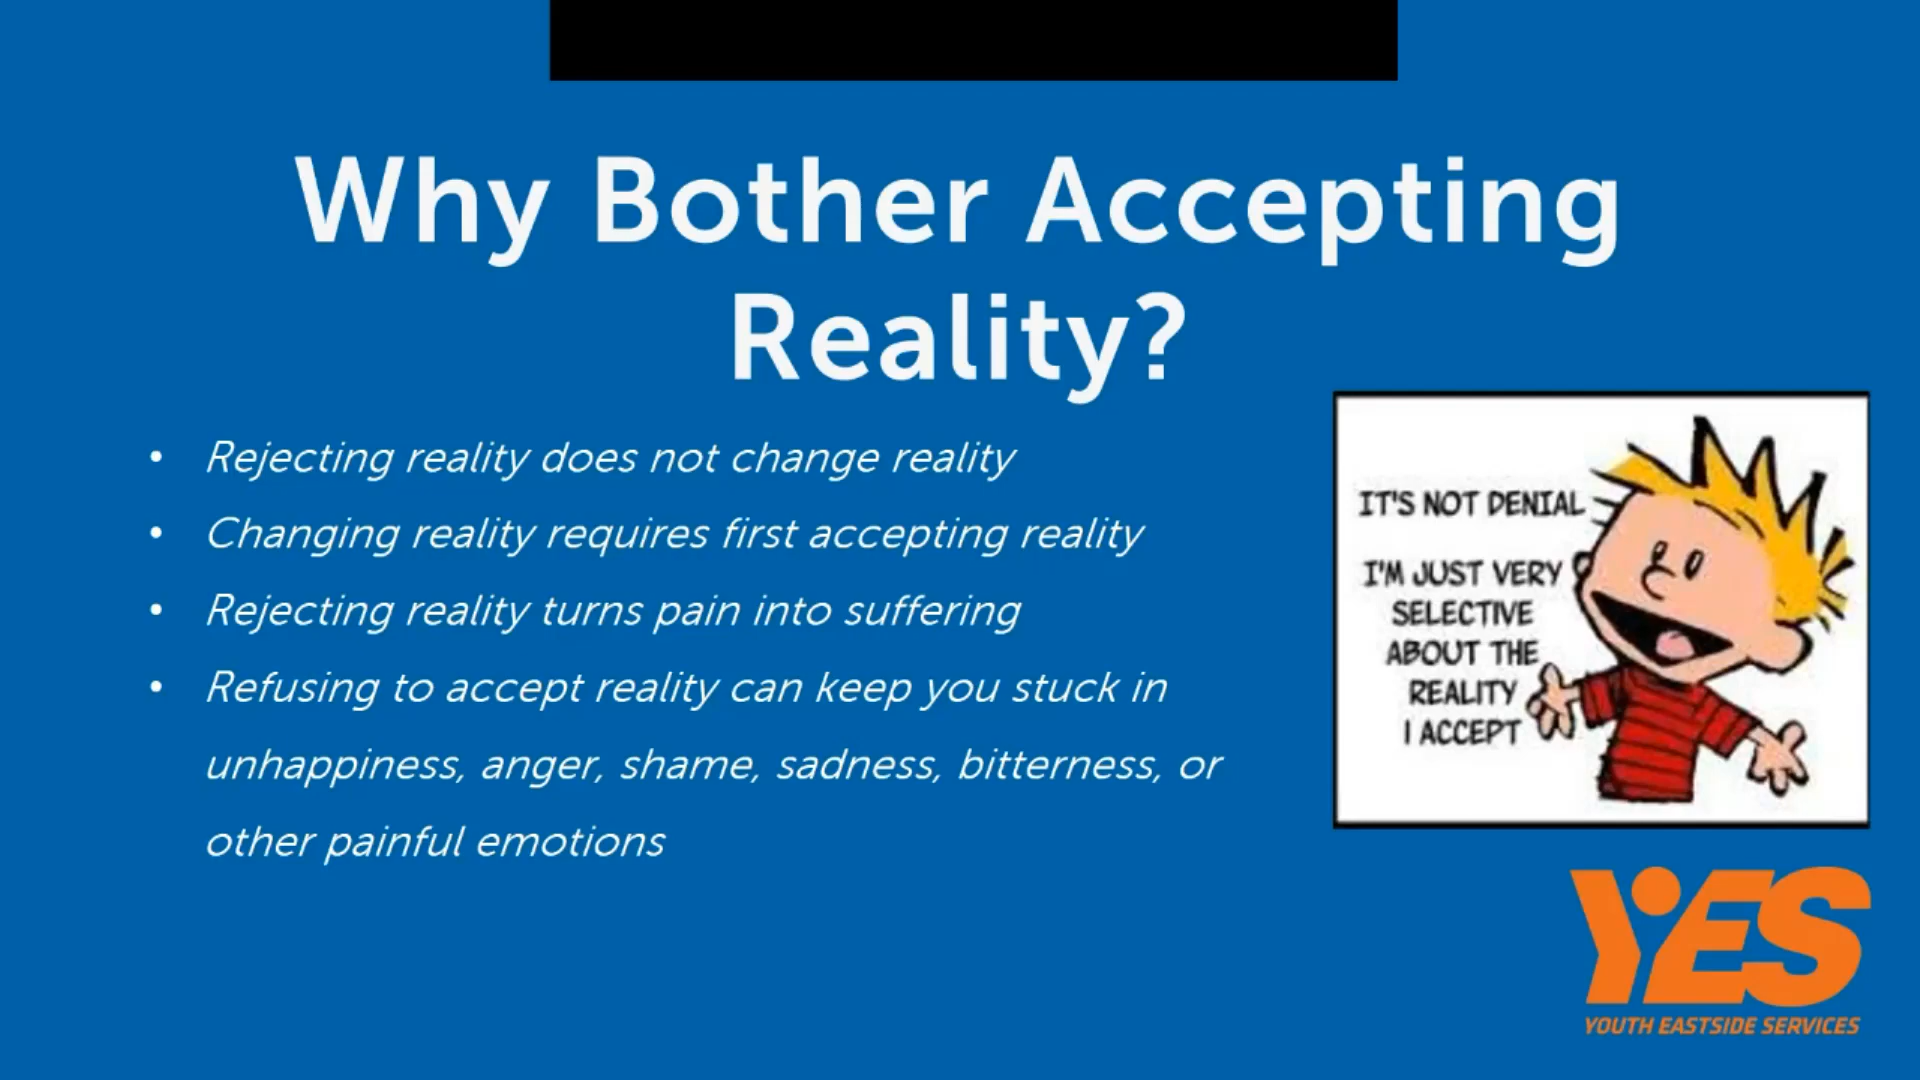 Why Bother Accepting
Reality?
• Rejecting reality does not change reality
• Changing reality requires first accepting reality
• Rejecting reality turns pain into suffering
• Refusing to accept reality can keep you stuck in
unhappiness, anger, shame, sadness, bitterness, or
other painful emotions
IT'S NOT DENIAL
I'M JUST VERY
SELECTIVE
ABOUT THE
REALITY
I ACCEPT
YES
YOUTH EASTSIDE SERVICES